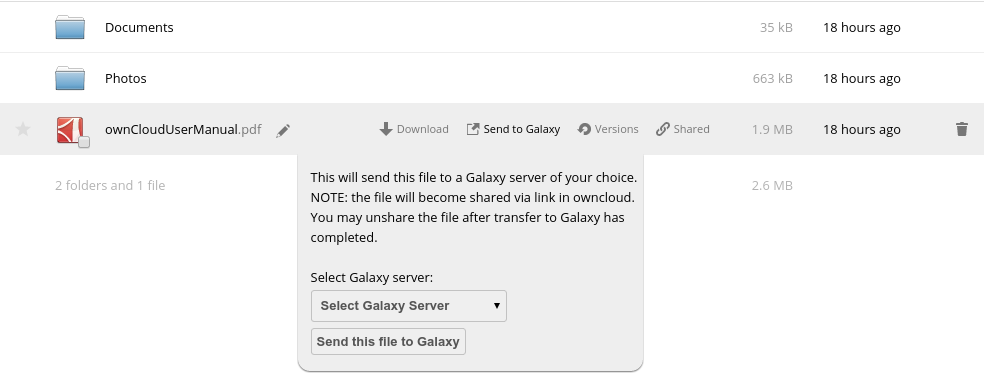 Documents 35 kB 18 hours ago
Photos 663 kB 18 hours ago
ownCloudUserManual.pdf Download Send to Galaxy Versions Shared 1.9 MB 18 hours ago
2 folders and 1 file 2.6 MB
This will send this file to a Galaxy server of your choice.
NOTE: the file will become shared via link in owncloud.
You may unshare the file after transfer to Galaxy has
completed.
Select Galaxy server:
Select Galaxy Server
Send this file to Galaxy